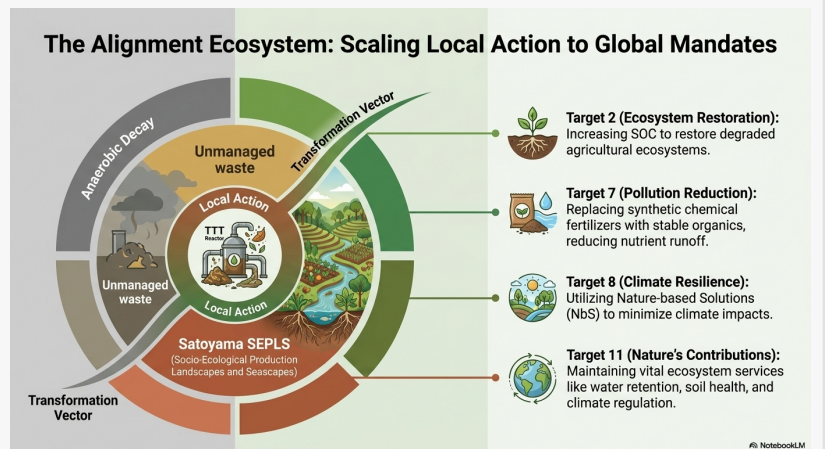 The Alignment Ecosystem: Scaling Local Action to Global Mandates
Anaerobic Decay
Unmanaged
waste
Transformation Vector
Local Action
TTT
Reactor
Local Action
Unmanaged
waste
Satoyama SEPLS
(Socio-Ecological Production
Landscapes and Seascapes)
Transformation
Vector
Target 2 (Ecosystem Restoration):
Increasing SOC to restore degraded
agricultural ecosystems.
Target 7 (Pollution Reduction):
Replacing synthetic chemical
fertilizers with stable organics,
reducing nutrient runoff.
Target 8 (Climate Resilience):
Utilizing Nature-based Solutions
(NbS) to minimize climate impacts.
Target 11 (Nature's Contributions):
Maintaining vital ecosystem services
like water retention, soil health, and
climate regulation.
NotebookLM